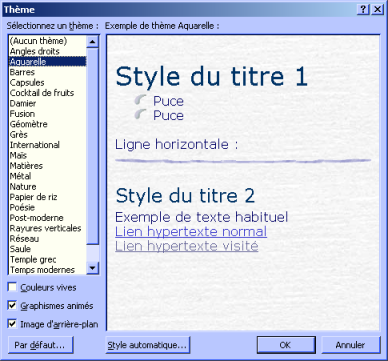 Thème
Sélectionnez un thème :
Exemple de thème Aquarelle :
(Aucun thème)
Angles droits
Aquarelle
Barres
Capsules
Cocktail de fruits
Damier
Fusion
Géomètre
Grès
International
Maïs
Matières
Métal
Nature
Papier de riz
Poésie
Post-moderne
Rayures verticales
Réseau
Saule
Temple grec
Temps modernes
Style du titre 1
Puce
Puce
Ligne horizontale :
Style du titre 2
Exemple de texte habituel
Lien hypertexte normal
Lien hypertexte visité
Couleurs vives
Graphismes animés
Image d'arrière-plan
Par défaut...
Style automatique...
OK
Annuler